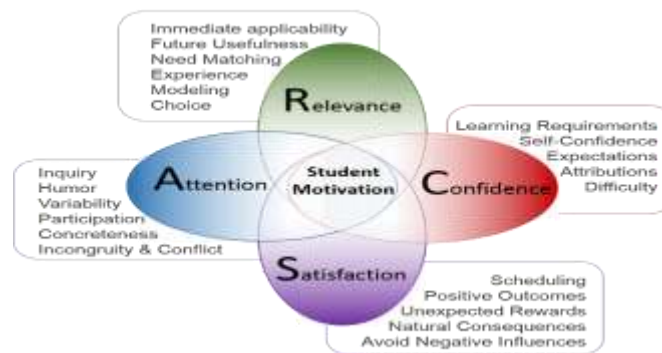 Immediate applicability
Future Usefulness
Need Matching
Experience
Modeling
Choice
Relevance
Learning Requirements
Self-Confidence
Expectations
Attributions
Difficulty
Inquiry
Humor
Variability
Participation
Concreteness
Incongruity & Conflict
Attention
Student
Motivation
Confidence
Satisfaction
Scheduling
Positive Outcomes
Unexpected Rewards
Natural Consequences
Avoid Negative Influences